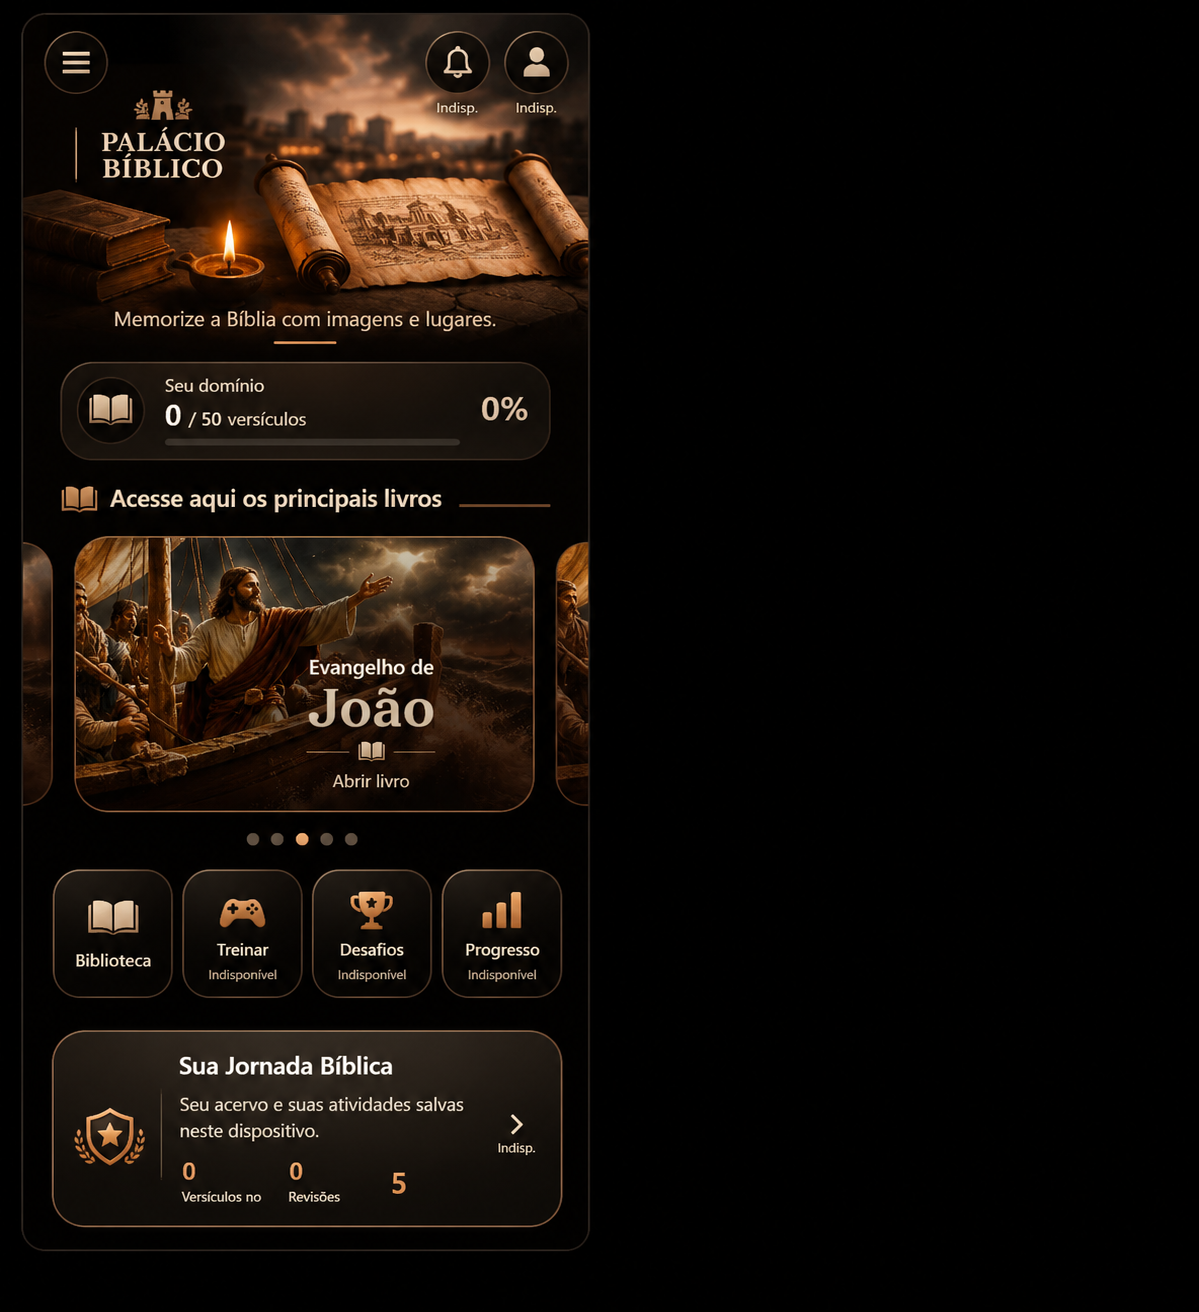 Indisp.
Indisp.
PALÁCIO
BÍBLICO
Memorize a Bíblia com imagens e lugares.
Seu domínio
0 / 50 versículos
0%
Acesse aqui os principais livros
Evangelho de
João
Abrir livro
Biblioteca
Treinar
Indisponível
Desafios
Indisponível
Progresso
Indisponível
Sua Jornada Bíblica
Seu acervo e suas atividades salvas
neste dispositivo.
Indisp.
0
Versículos no
0
Revisões
5